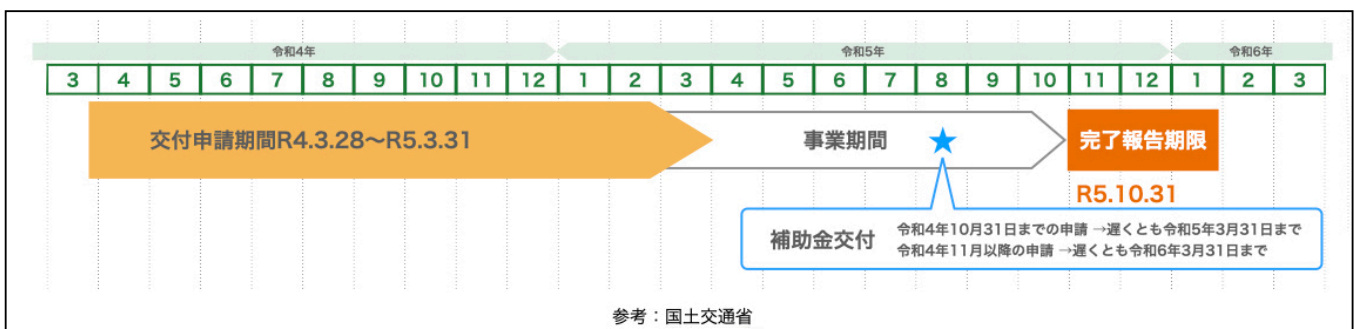 令和4年 令和5年 令和6年
3 4 5 6 7 8 9 10 11 12 1 2 3 4 5 6 7 8 9 10 11 12 1 2 3
交付申請期間R4.3.28〜R5.3.31 事業期間 完了報告期限
R5.10.31
補助金交付
令和4年10月31日までの申請 →遅くとも令和5年3月31日まで
令和4年11月以降の申請 →遅くとも令和6年3月31日まで
参考：国土交通省